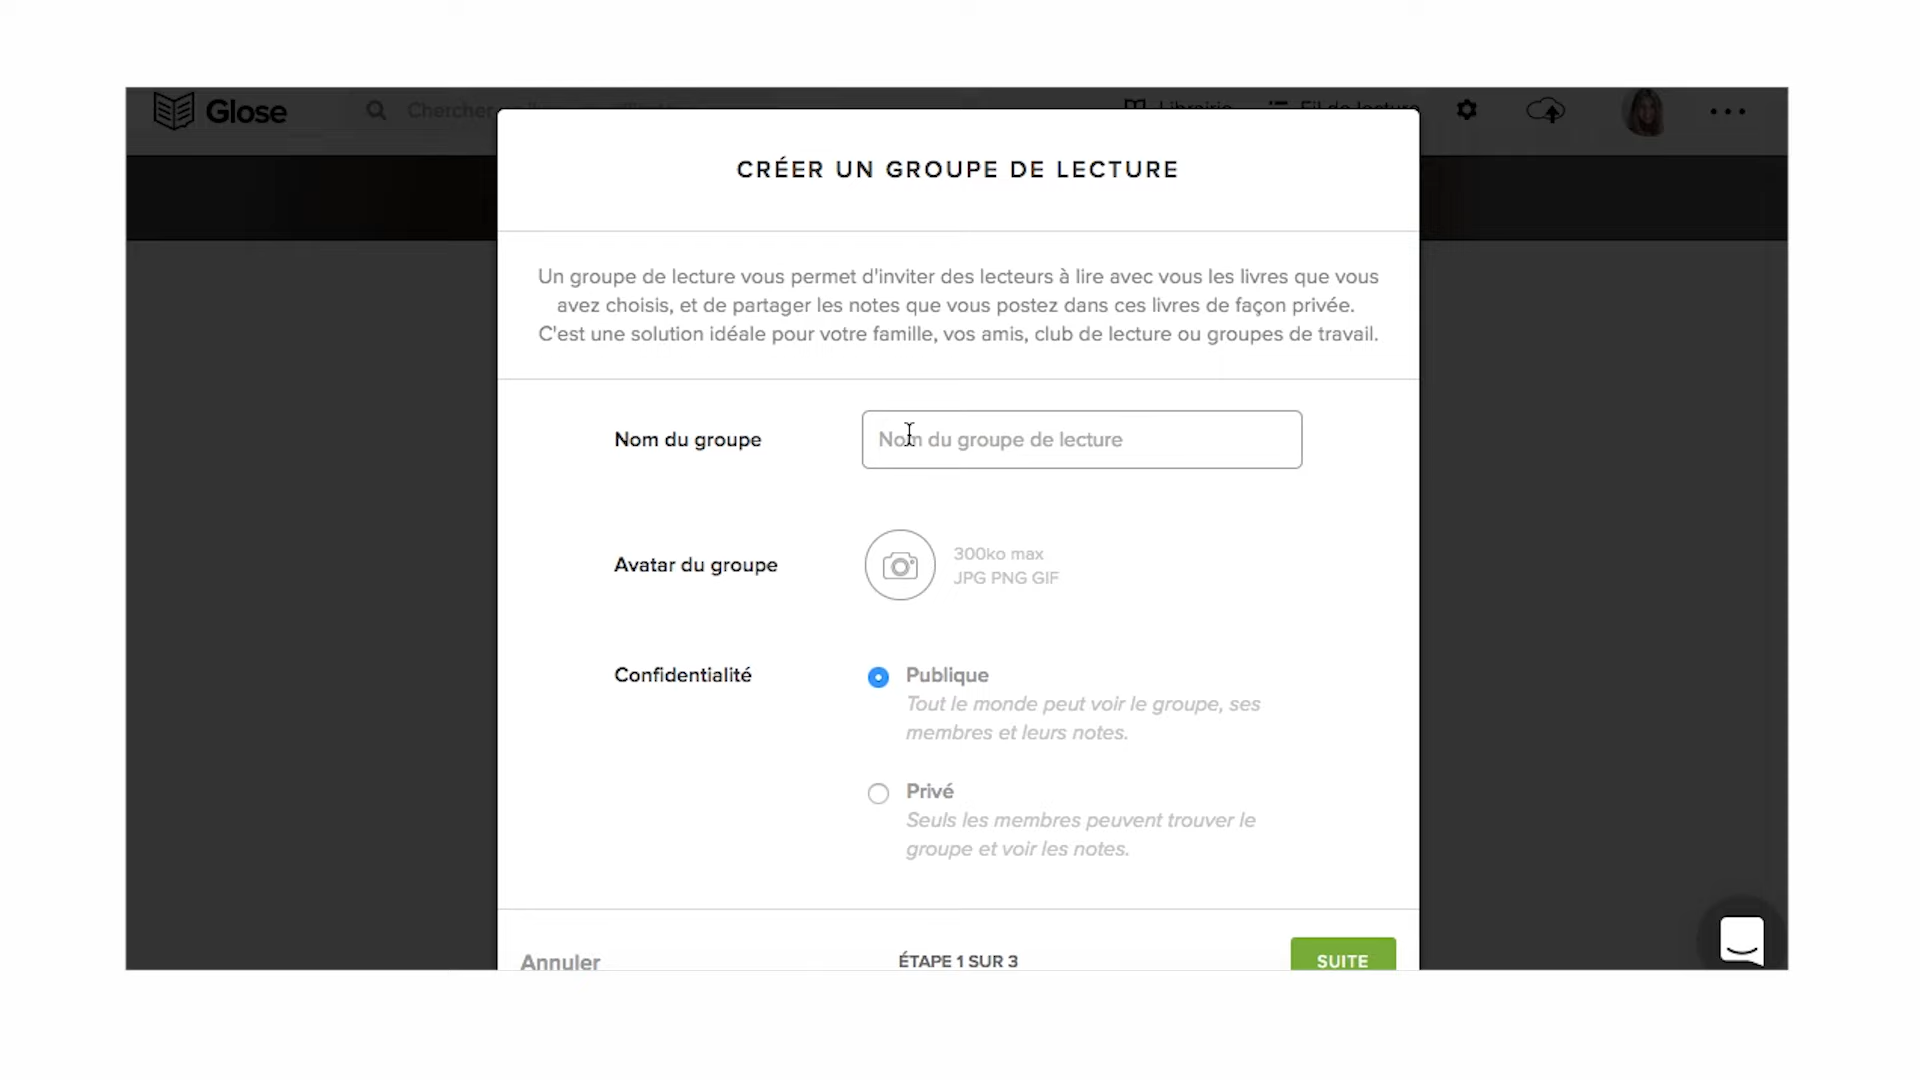 Glose
Chercher
CRÉER UN GROUPE DE LECTURE
Un groupe de lecture vous permet d'inviter des lecteurs à lire avec vous les livres que vous
avez choisis, et de partager les notes que vous postez dans ces livres de façon privée.
C'est une solution idéale pour votre famille, vos amis, club de lecture ou groupes de travail.
Nom du groupe
Nom du groupe de lecture
Avatar du groupe
300ko max
JPG PNG GIF
Confidentialité
Publique
Tout le monde peut voir le groupe, ses
membres et leurs notes.
Privé
Seuls les membres peuvent trouver le
groupe et voir les notes.
Annuler
ÉTAPE 1 SUR 3
SUITE